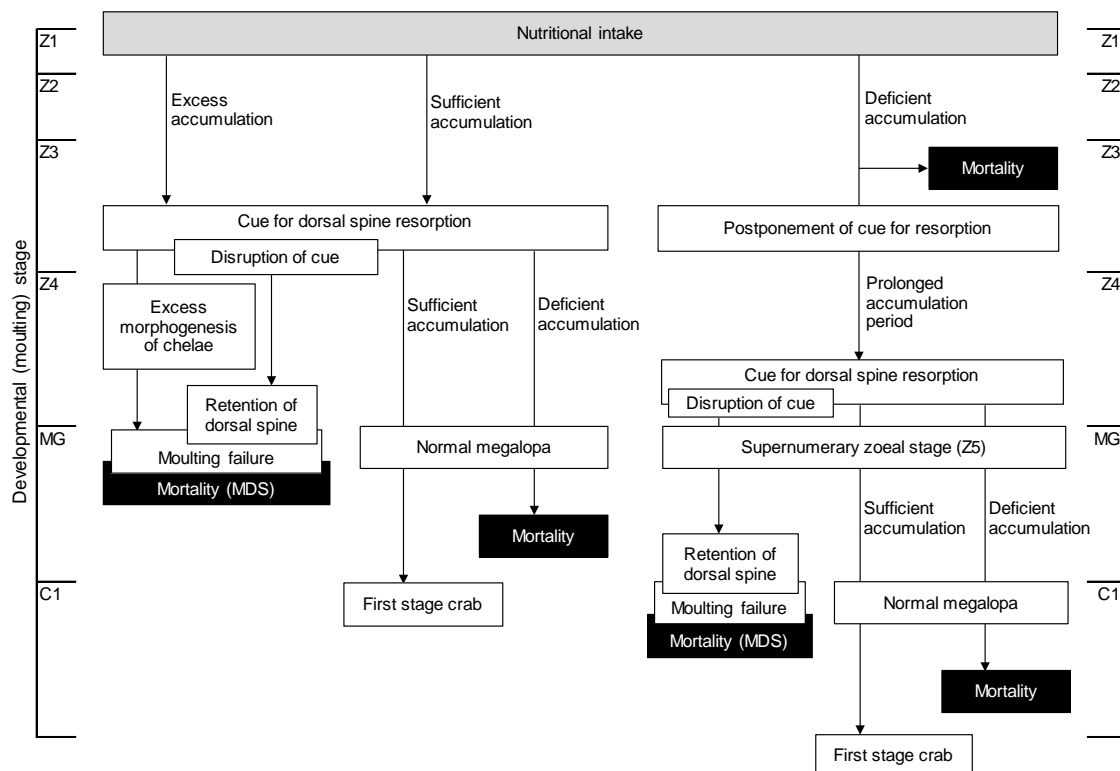 Nutritional intake
Z1
Z1
Z2
Z2
Excess
accumulation
Sufficient
accumulation
Deficient
accumulation
Z3
Z3
Mortality
Cue for dorsal spine resorption
Postponement of cue for resorption
Disruption of cue
Z4
Z4
Excess
morphogenesis
of chelae
Sufficient
accumulation
Deficient
accumulation
Prolonged
accumulation
period
Cue for dorsal spine resorption
Disruption of cue
Retention of
dorsal spine
MG
MG
Moulting failure
Mortality (MDS)
Normal megalopa
Supernumerary zoeal stage (Z5)
Developmental (moulting) stage
Mortality
Sufficient
accumulation
Deficient
accumulation
Retention of
dorsal spine
C1
C1
First stage crab
Moulting failure
Mortality (MDS)
Normal megalopa
Mortality
First stage crab